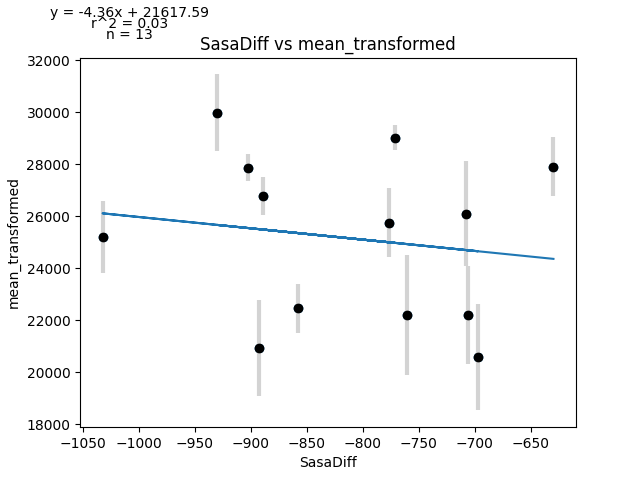 y = -4.36x + 21617.59
r^2 = 0.03
n = 13
SasaDiff vs mean_transformed
32000
30000
28000
26000
24000
22000
20000
18000
mean_transformed
−1050 −1000 −950 −900 −850 −800 −750 −700 −650
SasaDiff